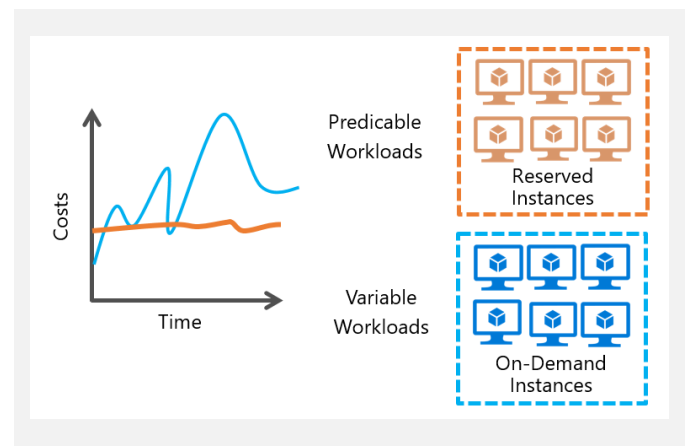 Costs
Time
Predicable
Workloads
Reserved
Instances
Variable
Workloads
On-Demand
Instances